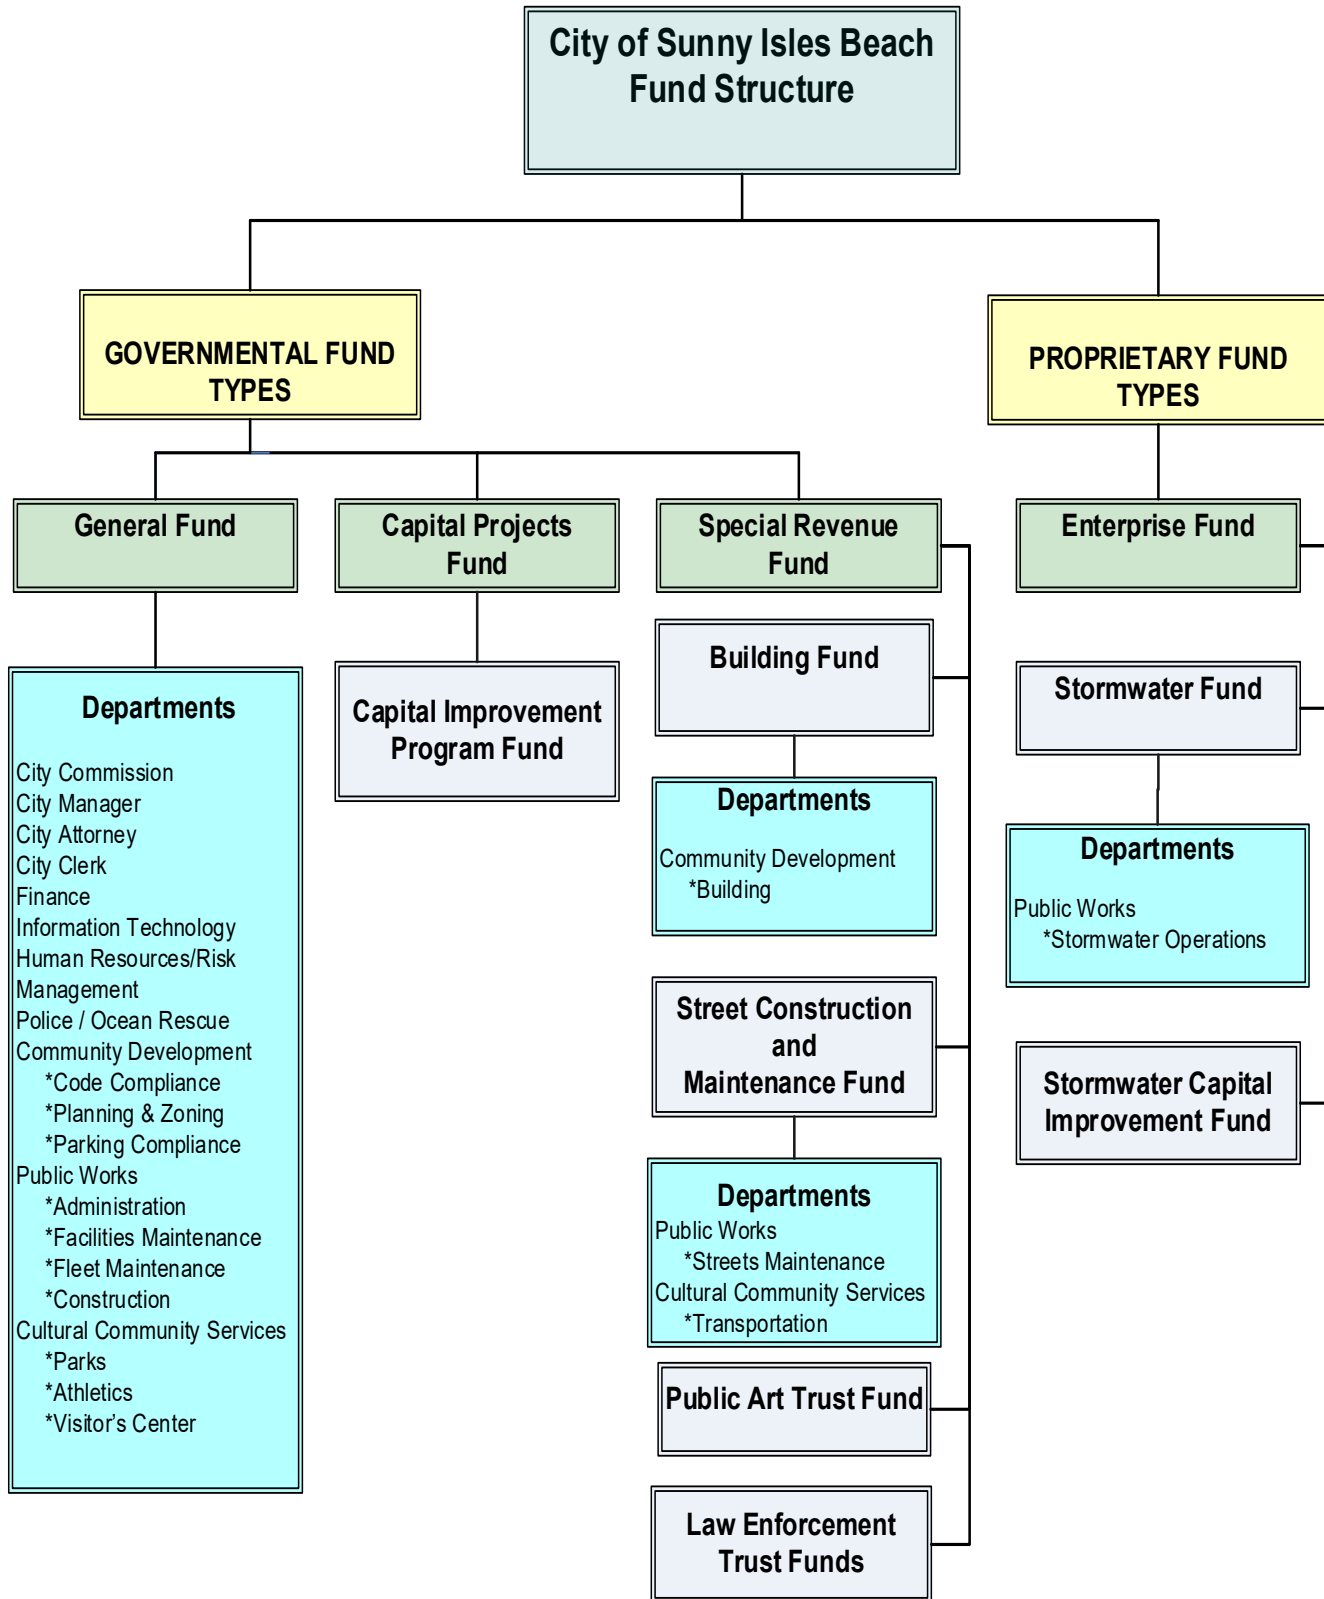 City of Sunny Isles Beach
Fund Structure
GOVERNMENTAL FUND
TYPES
PROPRIETARY FUND
TYPES
General Fund
Capital Projects
Fund
Special Revenue
Fund
Enterprise Fund
Departments
City Commission
City Manager
City Attorney
City Clerk
Finance
Information Technology
Human Resources/Risk
Management
Police / Ocean Rescue
Community Development
*Code Compliance
*Planning & Zoning
*Parking Compliance
Public Works
*Administration
*Facilities Maintenance
*Fleet Maintenance
*Construction
Cultural Community Services
*Parks
*Athletics
*Visitor's Center
Capital Improvement
Program Fund
Building Fund
Departments
Community Development
*Building
Street Construction
and
Maintenance Fund
Departments
Public Works
*Streets Maintenance
Cultural Community Services
*Transportation
Public Art Trust Fund
Law Enforcement
Trust Funds
Stormwater Fund
Departments
Public Works
*Stormwater Operations
Stormwater Capital
Improvement Fund